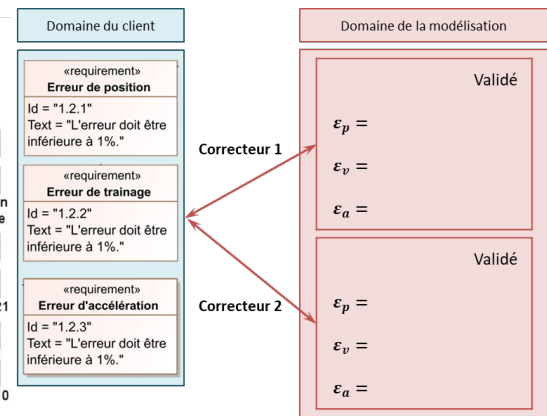 Domaine du client
«requirement»
Erreur de position
Id = "1.2.1"
Text = "L'erreur doit être
inférieure à 1%."
«requirement»
Erreur de trainage
Id = "1.2.2"
Text = "L'erreur doit être
inférieure à 1%."
«requirement»
Erreur d'accélération
Id = "1.2.3"
Text = "L'erreur doit être
inférieure à 1%."
Correcteur 1
Correcteur 2
Domaine de la modélisation
Validé
εp =
εv =
εa =
Validé
εp =
εv =
εa =